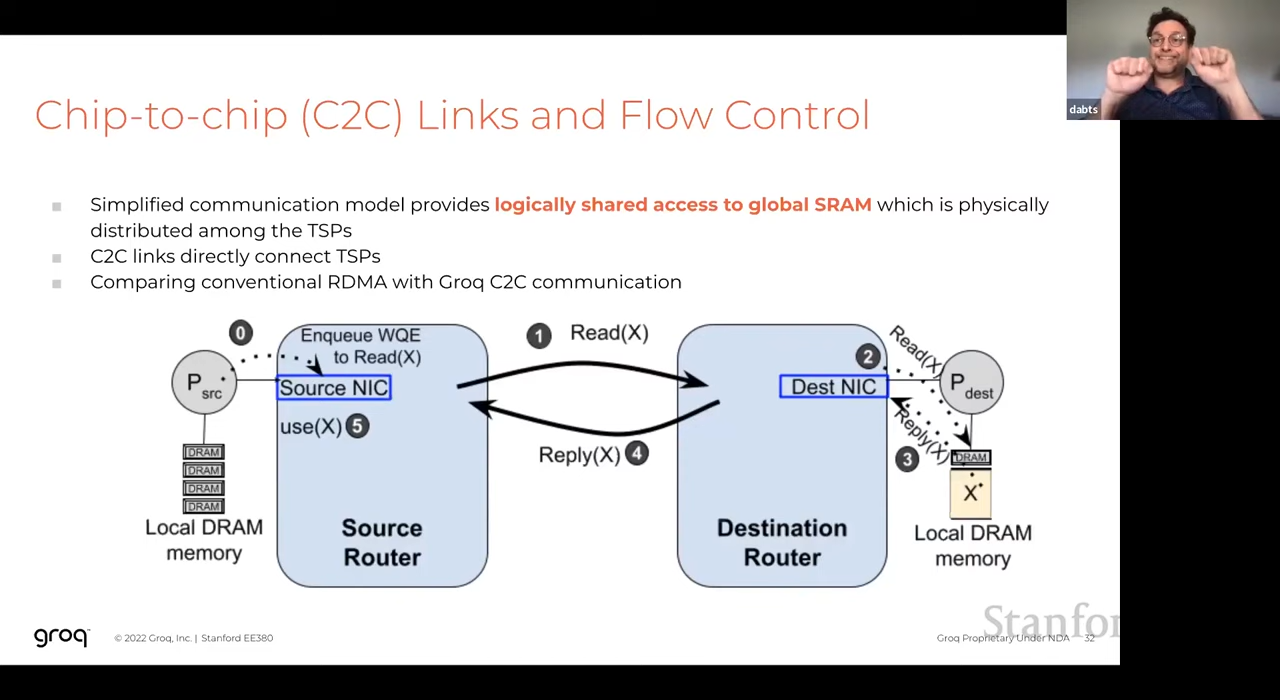 dabts
Chip-to-chip (C2C) Links and Flow Control
Simplified communication model provides logically shared access to global SRAM which is physically
distributed among the TSPs
C2C links directly connect TSPs
Comparing conventional RDMA with Groq C2C communication
0
Enqueue WQE
to Read(X)
1 Read(X)
2
Read(X)
Psrc
Source NIC
Dest NIC
Pdest
use(X) 5
Reply(X) 4
Reply(X)
3
DRAM
DRAM
DRAM
DRAM
DRAM
X
Local DRAM
memory
Source
Router
Destination
Router
Local DRAM
memory
groq
© 2022 Groq, Inc. | Stanford EE380
Stanfor
Groq Proprietary Under NDA 32